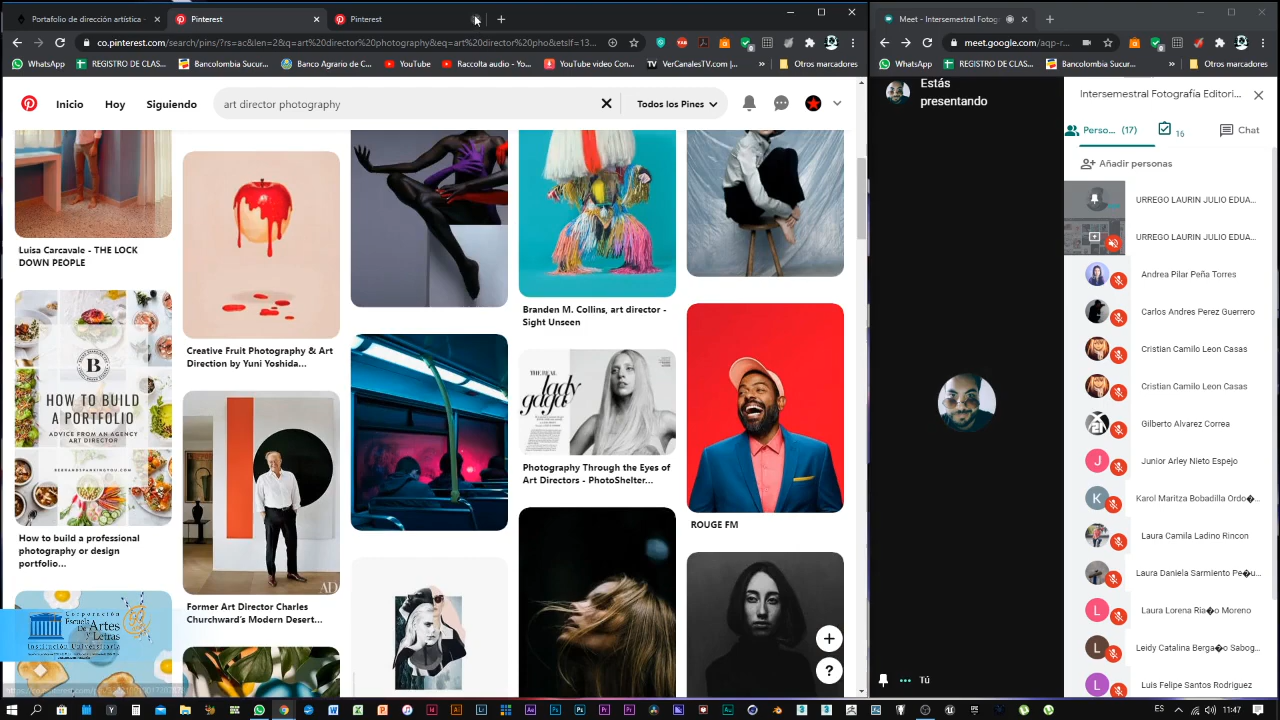 Portafolio de dirección artística -
Pinterest
Pinterest
co.pinterest.com/search/pins/?rs=ac&len=2&q=art%20director%20photography&eq=art%20director%20pho&etslf=13...
WhatsApp
REGISTRO DE CLAS...
Bancolombia Sucur...
Banco Agrario de C...
YouTube
Raccolta audio - Yo...
YouTube video Con...
VerCanalesTV.com |...
»
Otros marcadores
Inicio
Hoy
Siguiendo
art director photography
Todos los Pines
Luisa Carcavale - THE LOCK
DOWN PEOPLE
B
HOW TO BUILD
A PORTFOLIO
ADVICE FROM AN AGENCY
ART DIRECTOR
How to build a professional
photography or design
portfolio...
Corporación
Escuela
de Artes
y Letras
Institución Universitaria
Creative Fruit Photography & Art
Direction by Yuni Yoshida...
AD
Former Art Director Charles
Churchward's Modern Desert...
Branden M. Collins, art director -
Sight Unseen
THE REAL
lady
gaga
Photography Through the Eyes of
Art Directors - PhotoShelter...
ROUGE FM
+
?
Meet - Intersemestral Fotog
meet.google.com/aqp-r
WhatsApp
REGISTRO DE CLAS...
Bancolombia Sucur...
»
Otros marcadores
Estás
presentando
Tú
Intersemestral Fotografía Editori...
Perso... (17)
16
Chat
Añadir personas
URREGO LAURIN JULIO EDUA...
URREGO LAURIN JULIO EDUA...
Andrea Pilar Peña Torres
Carlos Andres Perez Guerrero
Cristian Camilo Leon Casas
Cristian Camilo Leon Casas
Gilberto Alvarez Correa
J
Junior Arley Nieto Espejo
K
Karol Maritza Bobadilla Ordo�...
Laura Camila Ladino Rincon
Laura Daniela Sarmiento Pe�u...
L
Laura Lorena Ria�o Moreno
L
Leidy Catalina Berga�o Sabog...
L
Luis Felipe Santos Rodriguez
ES
11:47